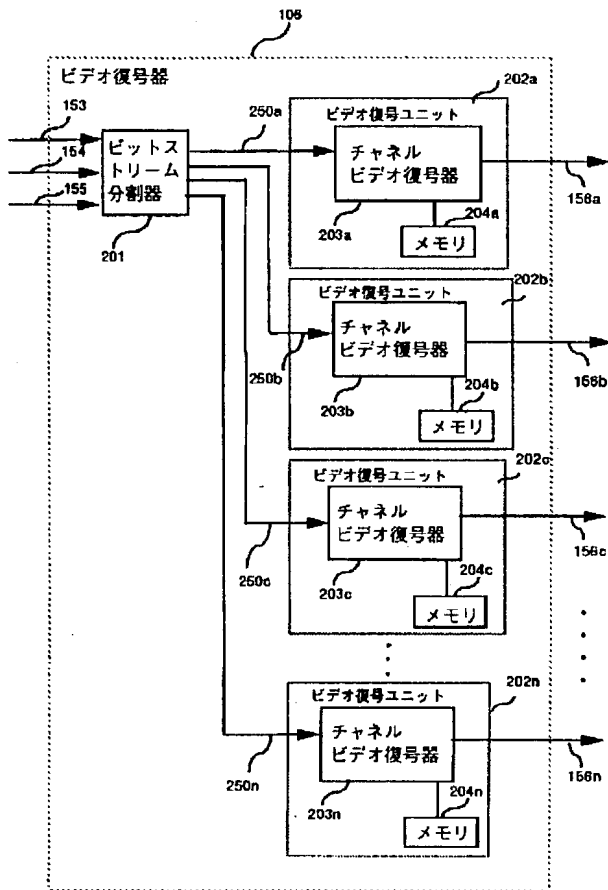 106
ビデオ復号器
153
154
155
ビットス
トリーム
分割器
201
250a
202a
ビデオ復号ユニット
チャネル
ビデオ復号器
203a
204a
メモリ
156a
202b
ビデオ復号ユニット
チャネル
ビデオ復号器
250b
203b
204b
メモリ
156b
202c
ビデオ復号ユニット
チャネル
ビデオ復号器
250c
203c
204c
メモリ
156c
202n
ビデオ復号ユニット
チャネル
ビデオ復号器
250n
203n
204n
メモリ
156n